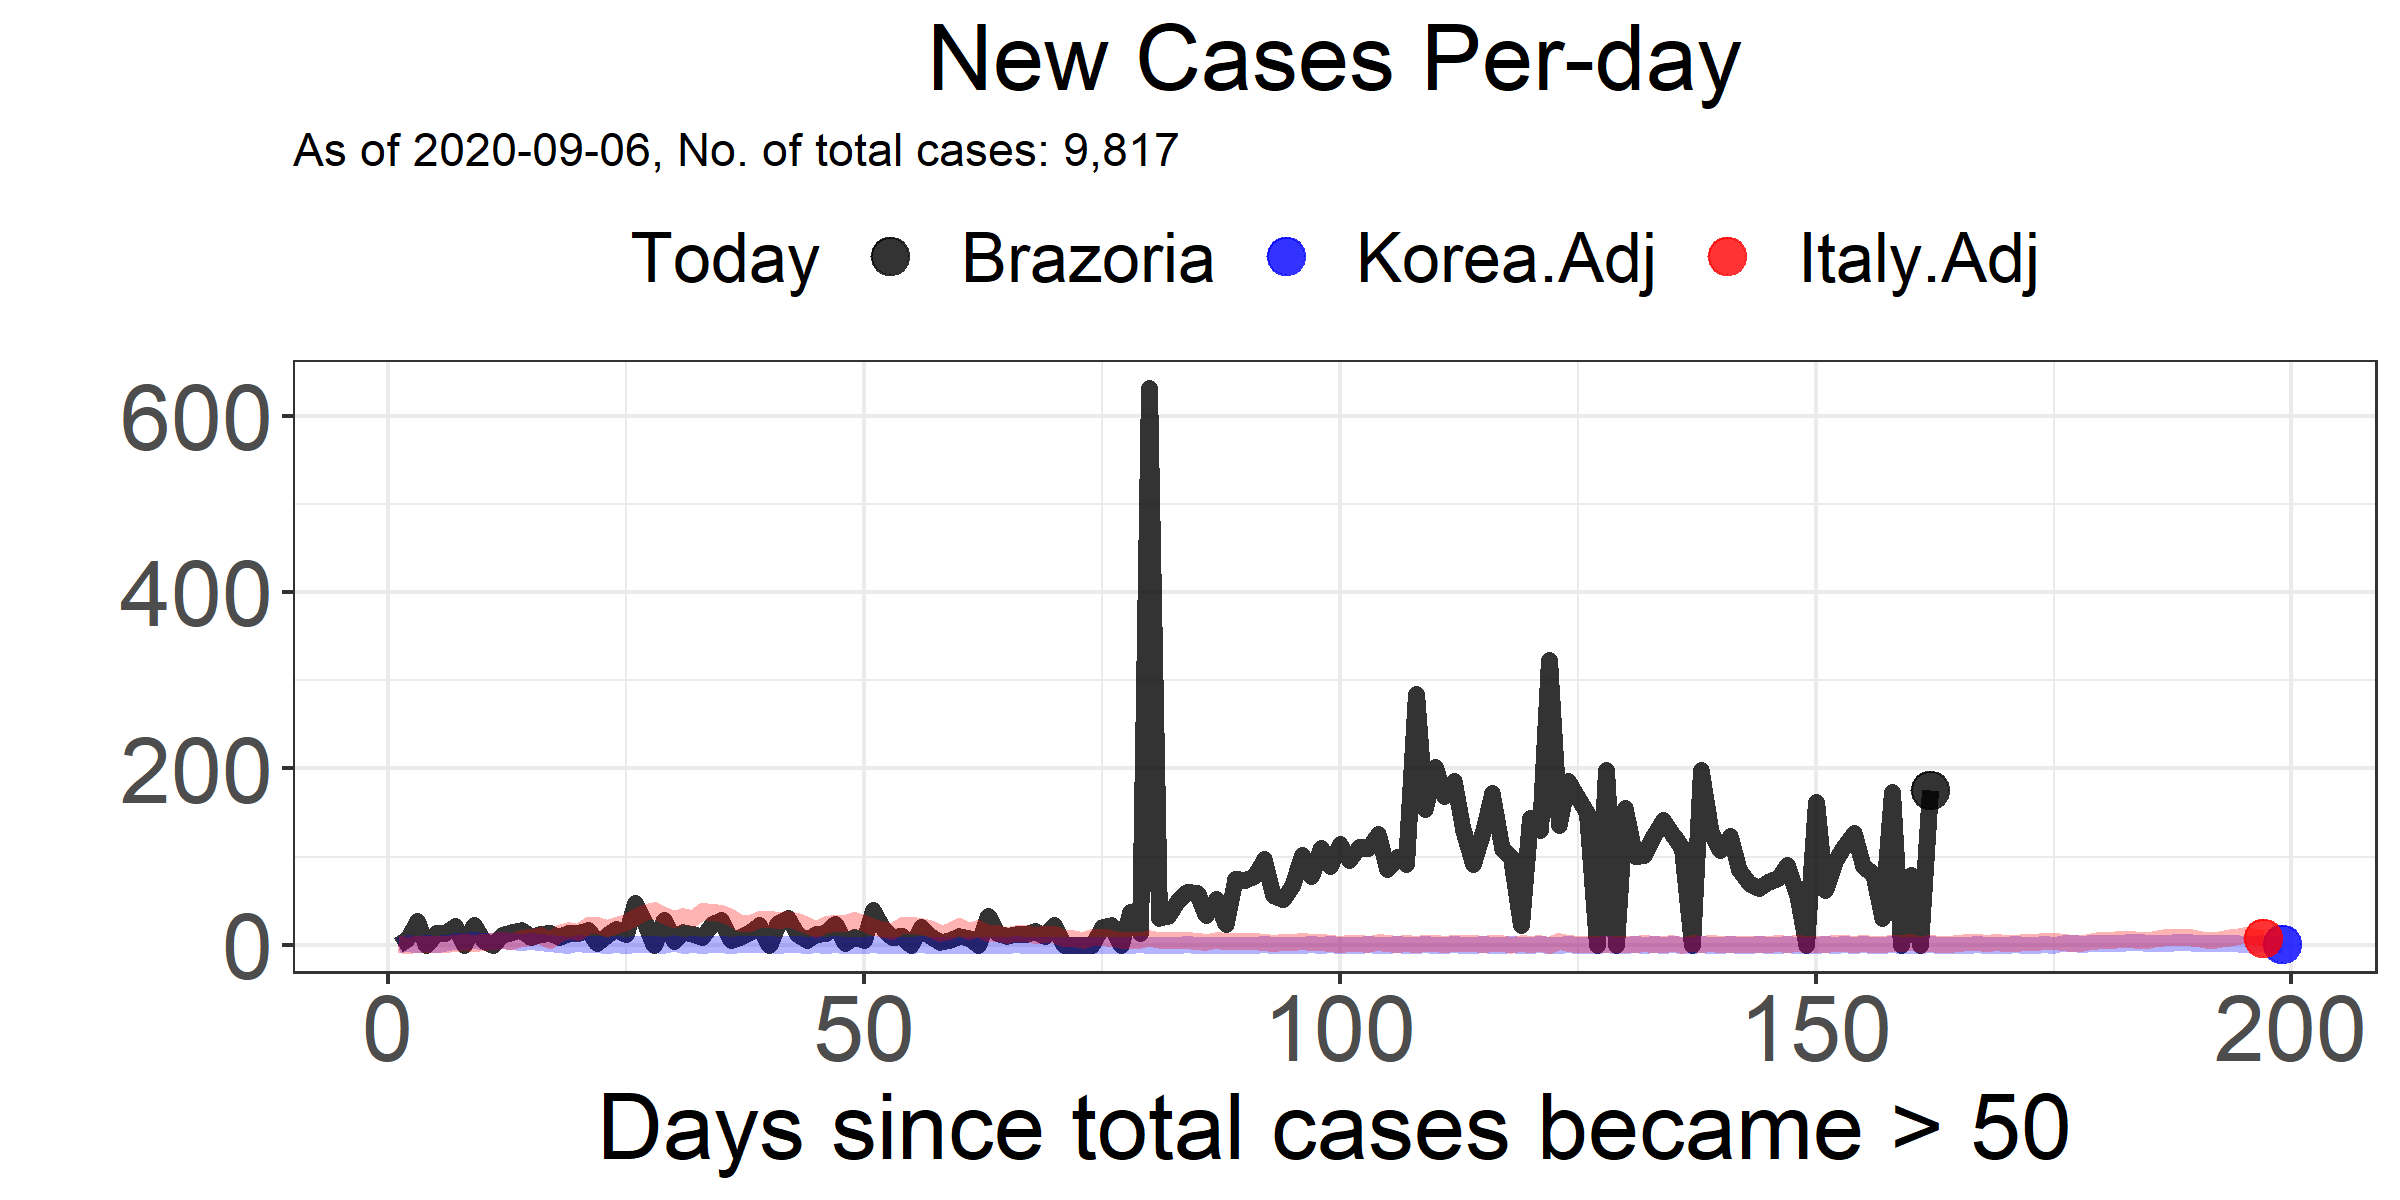 New Cases Per-day
As of 2020-09-06, No. of total cases: 9,817
Today Brazoria Korea.Adj Italy.Adj
600
400
200
0
0 50 100 150 200
Days since total cases became > 50